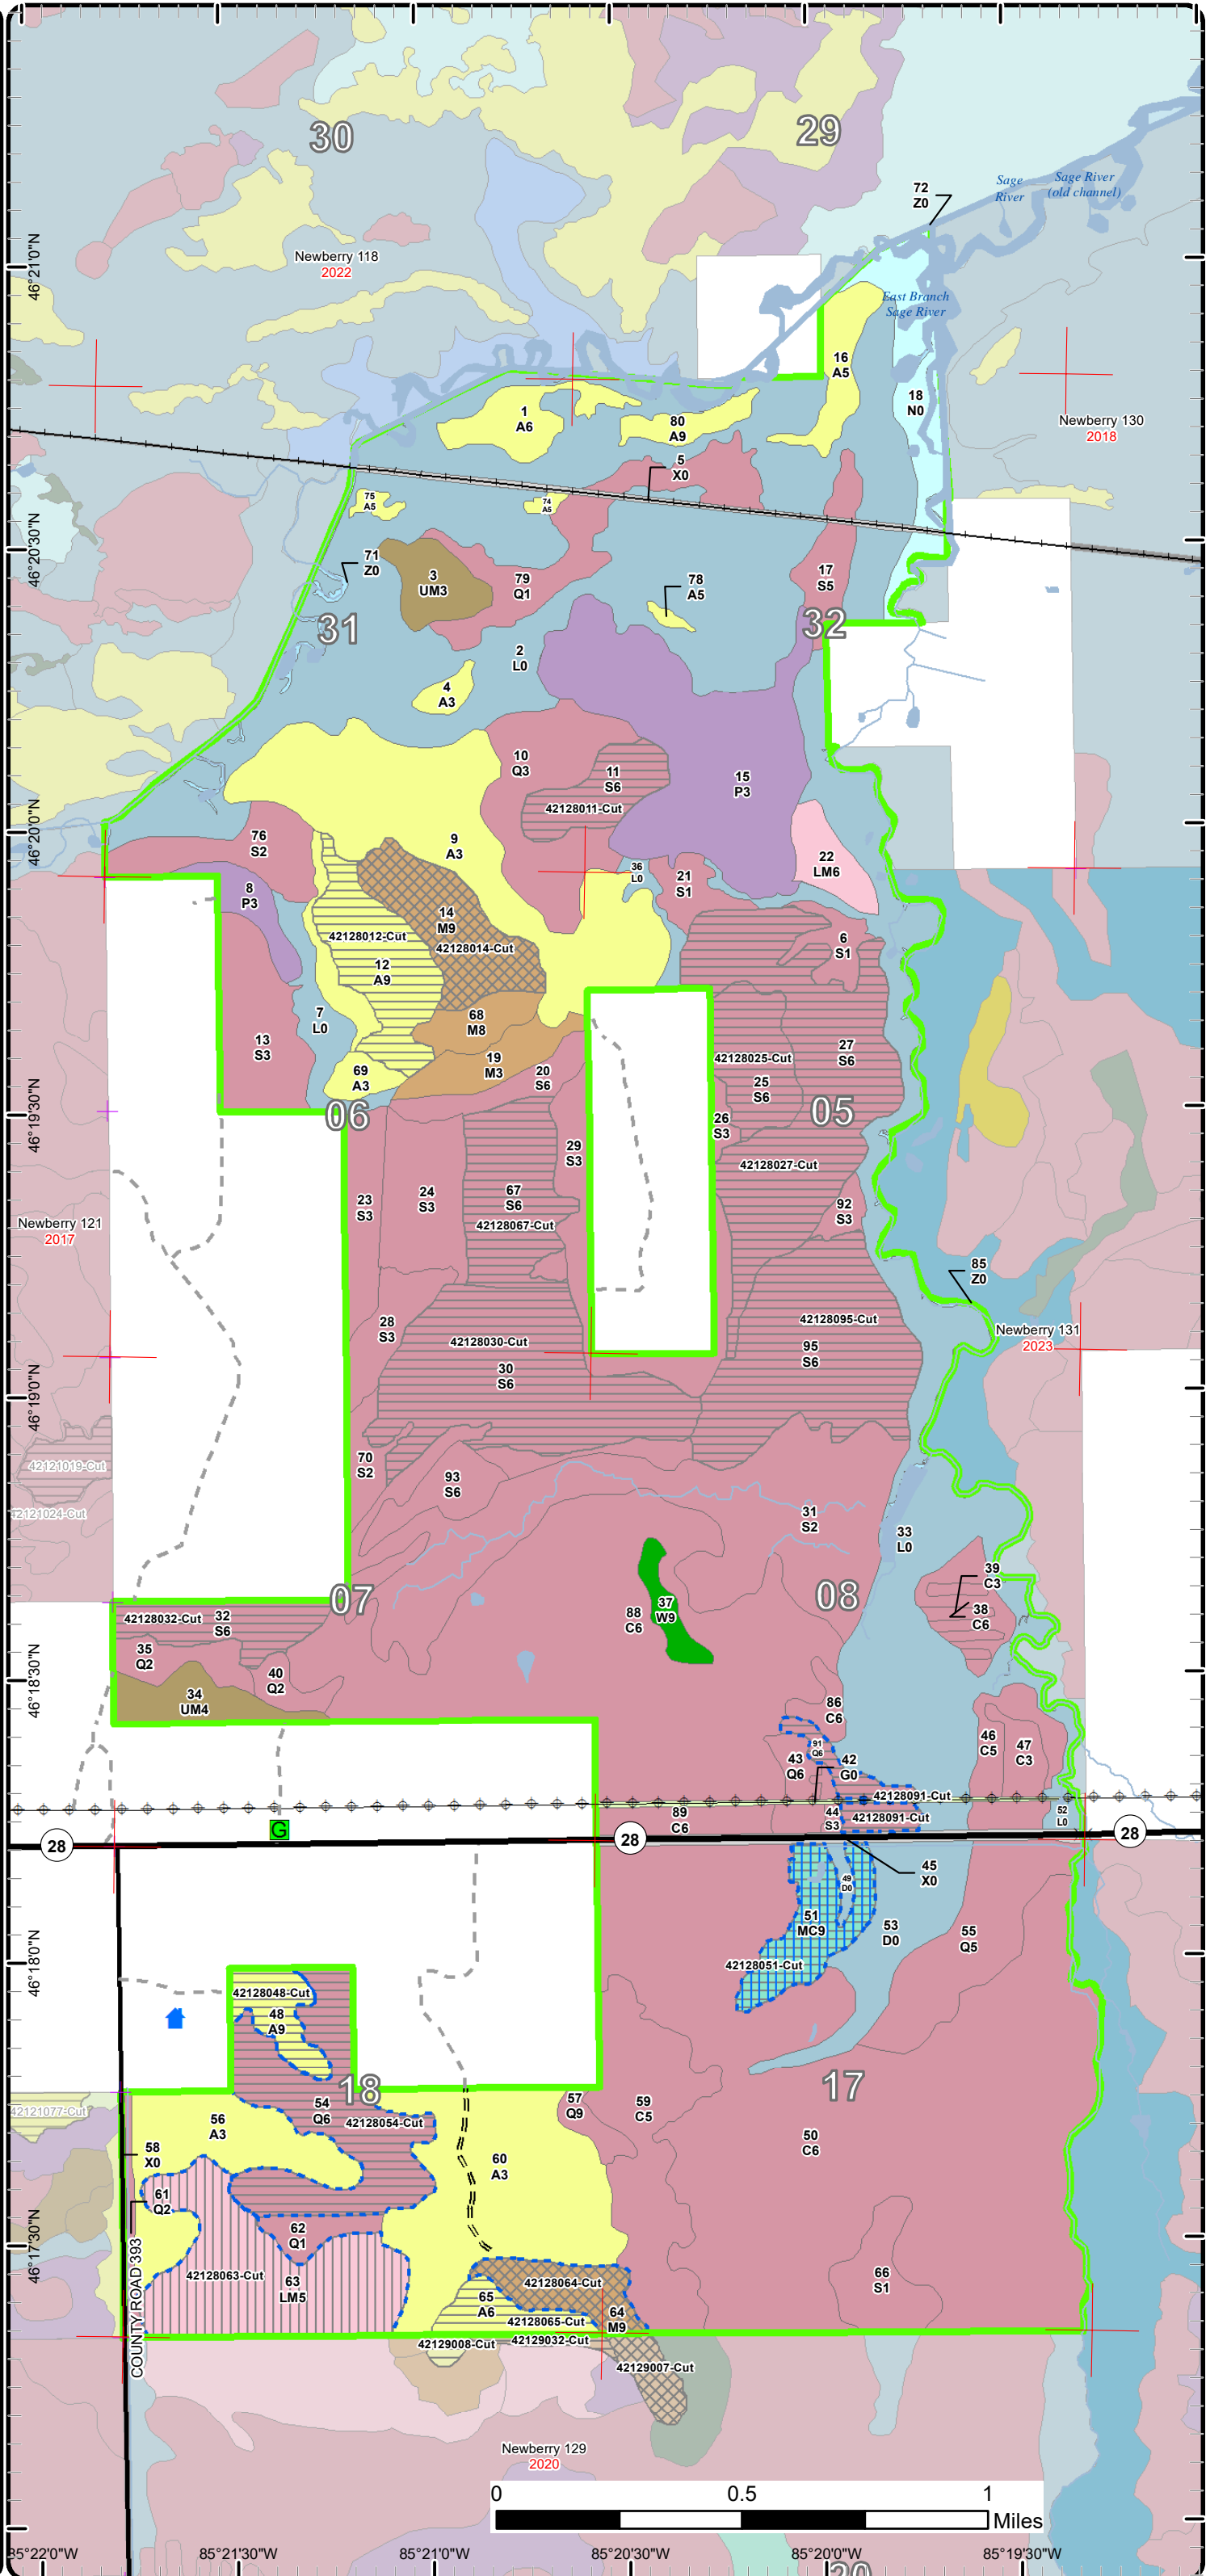 30
29
72
Z0
Sage
River
Sage River
(old channel)
Newberry 118
2022
46°21'0"N
East Branch
Sage River
16
A5
18
N0
1
A6
80
A9
Newberry 130
2018
5
X0
75
A5
74
A5
46°20'30"N
71
Z0
3
UM3
79
Q1
78
A5
17
S5
31
32
2
L0
4
A3
10
Q3
11
S6
42128011-Cut
15
P3
46°20'0"N
76
S2
9
A3
22
LM6
36
L0
21
S1
8
P3
14
M9
42128012-Cut
42128014-Cut
12
A9
6
S1
7
L0
68
M8
13
S3
19
M3
69
A3
20
S6
27
S6
42128025-Cut
25
S6
46°19'30"N
06
05
26
S3
29
S3
42128027-Cut
23
S3
24
S3
67
S6
42128067-Cut
92
S3
Newberry 121
2017
85
Z0
28
S3
42128030-Cut
42128095-Cut
Newberry 131
2023
30
S6
95
S6
46°19'0"N
42121019-Cut
70
S2
93
S6
42121024-Cut
31
S2
33
L0
39
C3
07
08
37
W9
38
C6
42128032-Cut
32
S6
88
C6
35
Q2
40
Q2
34
UM4
46°18'30"N
86
C6
46
C5
47
C3
91
Q6
43
Q6
42
G0
42128091-Cut
89
C6
44
S3
42128091-Cut
52
L0
G
28
28
28
45
X0
49
D0
51
MC9
53
D0
55
Q5
42128051-Cut
46°18'0"N
42128048-Cut
48
A9
18
17
42121077-Cut
54
Q6
42128054-Cut
57
Q9
59
C5
56
A3
50
C6
58
X0
60
A3
61
Q2
62
Q1
46°17'30"N
COUNTY ROAD 393
42128063-Cut
63
LM5
42128064-Cut
65
A6
42128065-Cut
64
M9
66
S1
42129008-Cut
42129032-Cut
42129007-Cut
Newberry 129
2020
0
0.5
1
Miles
85°22'0"W
85°21'30"W
85°21'0"W
85°20'30"W
85°20'0"W
85°19'30"W
20